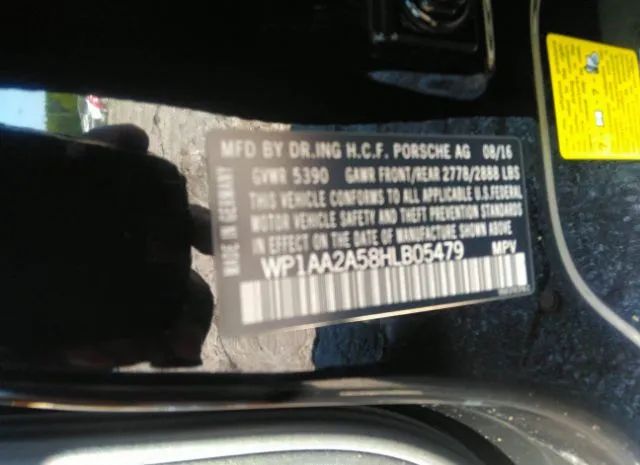 MFD BY DR.ING H.C.F. PORSCHE AG 08/16
GVWR 5390 GAWR FRONT/REAR 2778/2888 LBS
THIS VEHICLE CONFORMS TO ALL APPLICABLE U.S.FEDERAL
MOTOR VEHICLE SAFETY AND THEFT PREVENTION STANDARDS
IN EFFECT ON THE DATE OF MANUFACTURE SHOWN ABOVE
WP1AA2A58HLB05479 MPV
MADE IN GERMANY